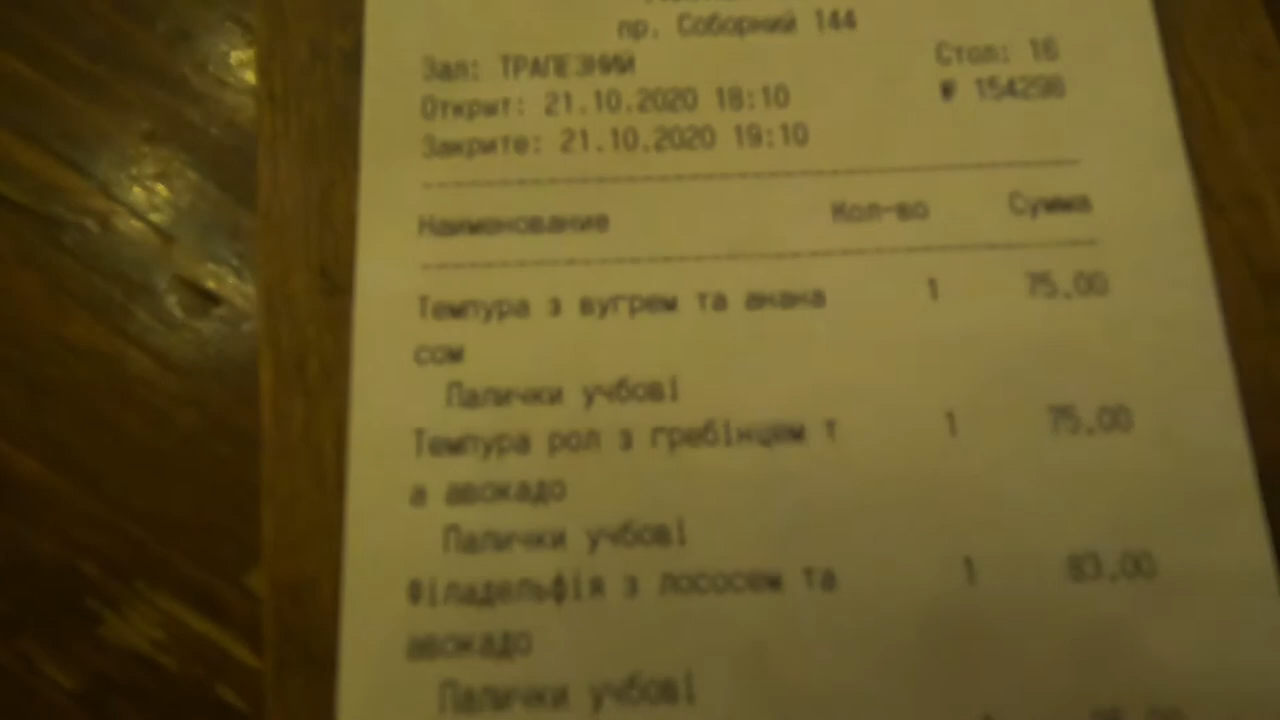 пр. Соборний 144
Зал: ТРАПЕЗНИЙ Стол: 16
Открит: 21.10.2020 18:10 № 154298
Закрите: 21.10.2020 19:10
Наименование Кол-во Сумма
Темпура з вугрем та анана 1 75.00
сом
Палички учбові
Темпура рол з гребінцем т 1 75.00
а авокадо
Палички учбові
Філадельфія з лососем та 1 83.00
авокадо
Палички учбові